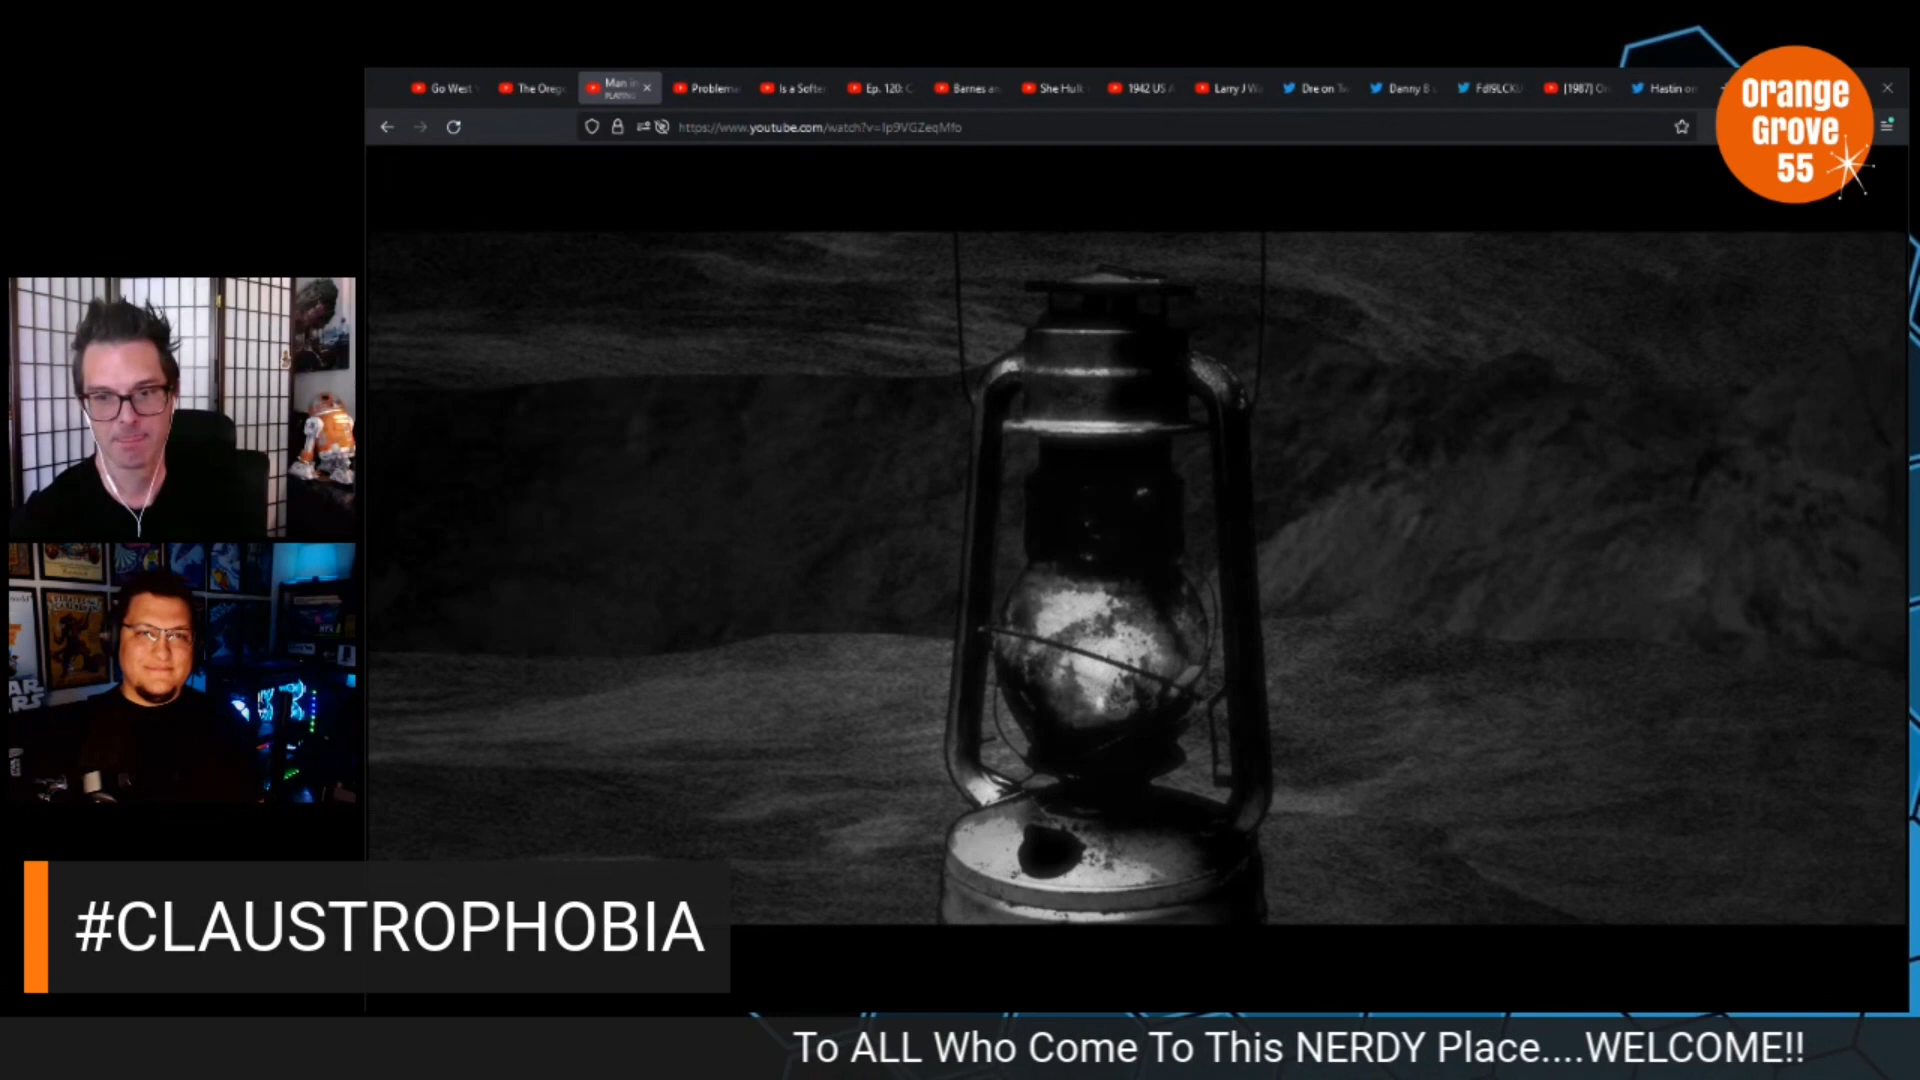 Go West
The Oreg
Man in
PLAYING
Problem
Is a Softe
Ep. 120: C
Barnes an
She Hulk
1942 US A
Larry J W
Dre on T
Danny B
FdI9LCKU
[1987] O
Hastin on
https://www.youtube.com/watch?v=Ip9VGZeqMfo
Orange
Grove
55
#CLAUSTROPHOBIA
To ALL Who Come To This NERDY Place....WELCOME!!